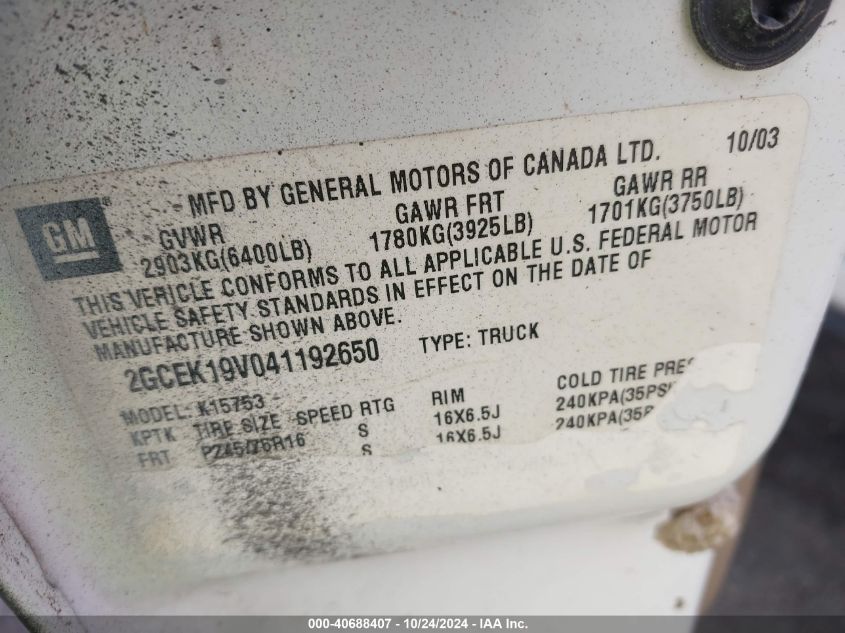 GM
MFD BY GENERAL MOTORS OF CANADA LTD. 10/03
GVWR GAWR FRT GAWR RR
2903KG(6400LB) 1780KG(3925LB) 1701KG(3750LB)
THIS VEHICLE CONFORMS TO ALL APPLICABLE U.S. FEDERAL MOTOR
VEHICLE SAFETY STANDARDS IN EFFECT ON THE DATE OF
MANUFACTURE SHOWN ABOVE.
2GCEK19V041192650 TYPE: TRUCK
MODEL: K15753
KPTK TIRE SIZE SPEED RTG RIM COLD TIRE PRES
FRT P245/75R16 S 16X6.5J 240KPA(35PSI
S 16X6.5J 240KPA(35P
000-40688407 - 10/24/2024 - IAA Inc.